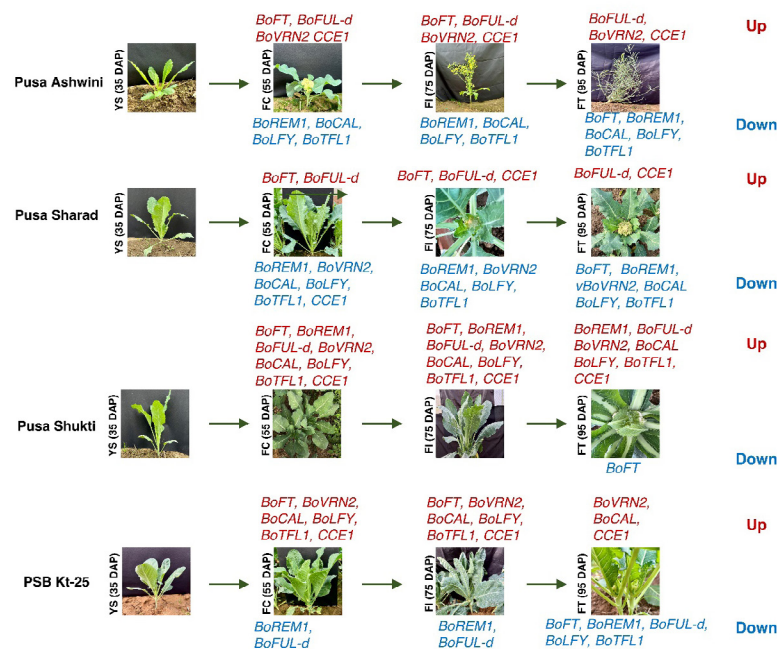 BoFT, BoFUL-d
BoVRN2 CCE1
BoFT, BoFUL-d
BoVRN2, CCE1
BoFUL-d,
BoVRN2, CCE1
Up
Pusa Ashwini
YS (35 DAP)
FC (55 DAP)
FI (75 DAP)
FT (95 DAP)
BoREM1, BoCAL,
BoLFY, BoTFL1
BoREM1, BoCAL,
BoLFY, BoTFL1
BoFT, BoREM1,
BoCAL, BoLFY,
BoTFL1
Down
BoFT, BoFUL-d
BoFT, BoFUL-d, CCE1
BoFUL-d, CCE1
Up
Pusa Sharad
YS (35 DAP)
FC (55 DAP)
FI (75 DAP)
FT (95 DAP)
BoREM1, BoVRN2,
BoCAL, BoLFY,
BoTFL1, CCE1
BoREM1, BoVRN2
BoCAL, BoLFY,
BoTFL1
BoFT, BoREM1,
vBoVRN2, BoCAL
BoLFY, BoTFL1
Down
BoFT, BoREM1,
BoFUL-d, BoVRN2,
BoCAL, BoLFY,
BoTFL1, CCE1
BoFT, BoREM1,
BoFUL-d, BoVRN2,
BoCAL, BoLFY,
BoTFL1, CCE1
BoREM1, BoFUL-d
BoVRN2, BoCAL
BoLFY, BoTFL1,
CCE1
Up
Pusa Shukti
YS (35 DAP)
FC (55 DAP)
FI (75 DAP)
FT (95 DAP)
BoFT
Down
BoFT, BoVRN2,
BoCAL, BoLFY,
BoTFL1, CCE1
BoFT, BoVRN2,
BoCAL, BoLFY,
BoTFL1, CCE1
BoVRN2,
BoCAL,
CCE1
Up
PSB Kt-25
YS (35 DAP)
FC (55 DAP)
FI (75 DAP)
FT (95 DAP)
BoREM1,
BoFUL-d
BoREM1,
BoFUL-d
BoFT, BoREM1, BoFUL-d,
BoLFY, BoTFL1
Down